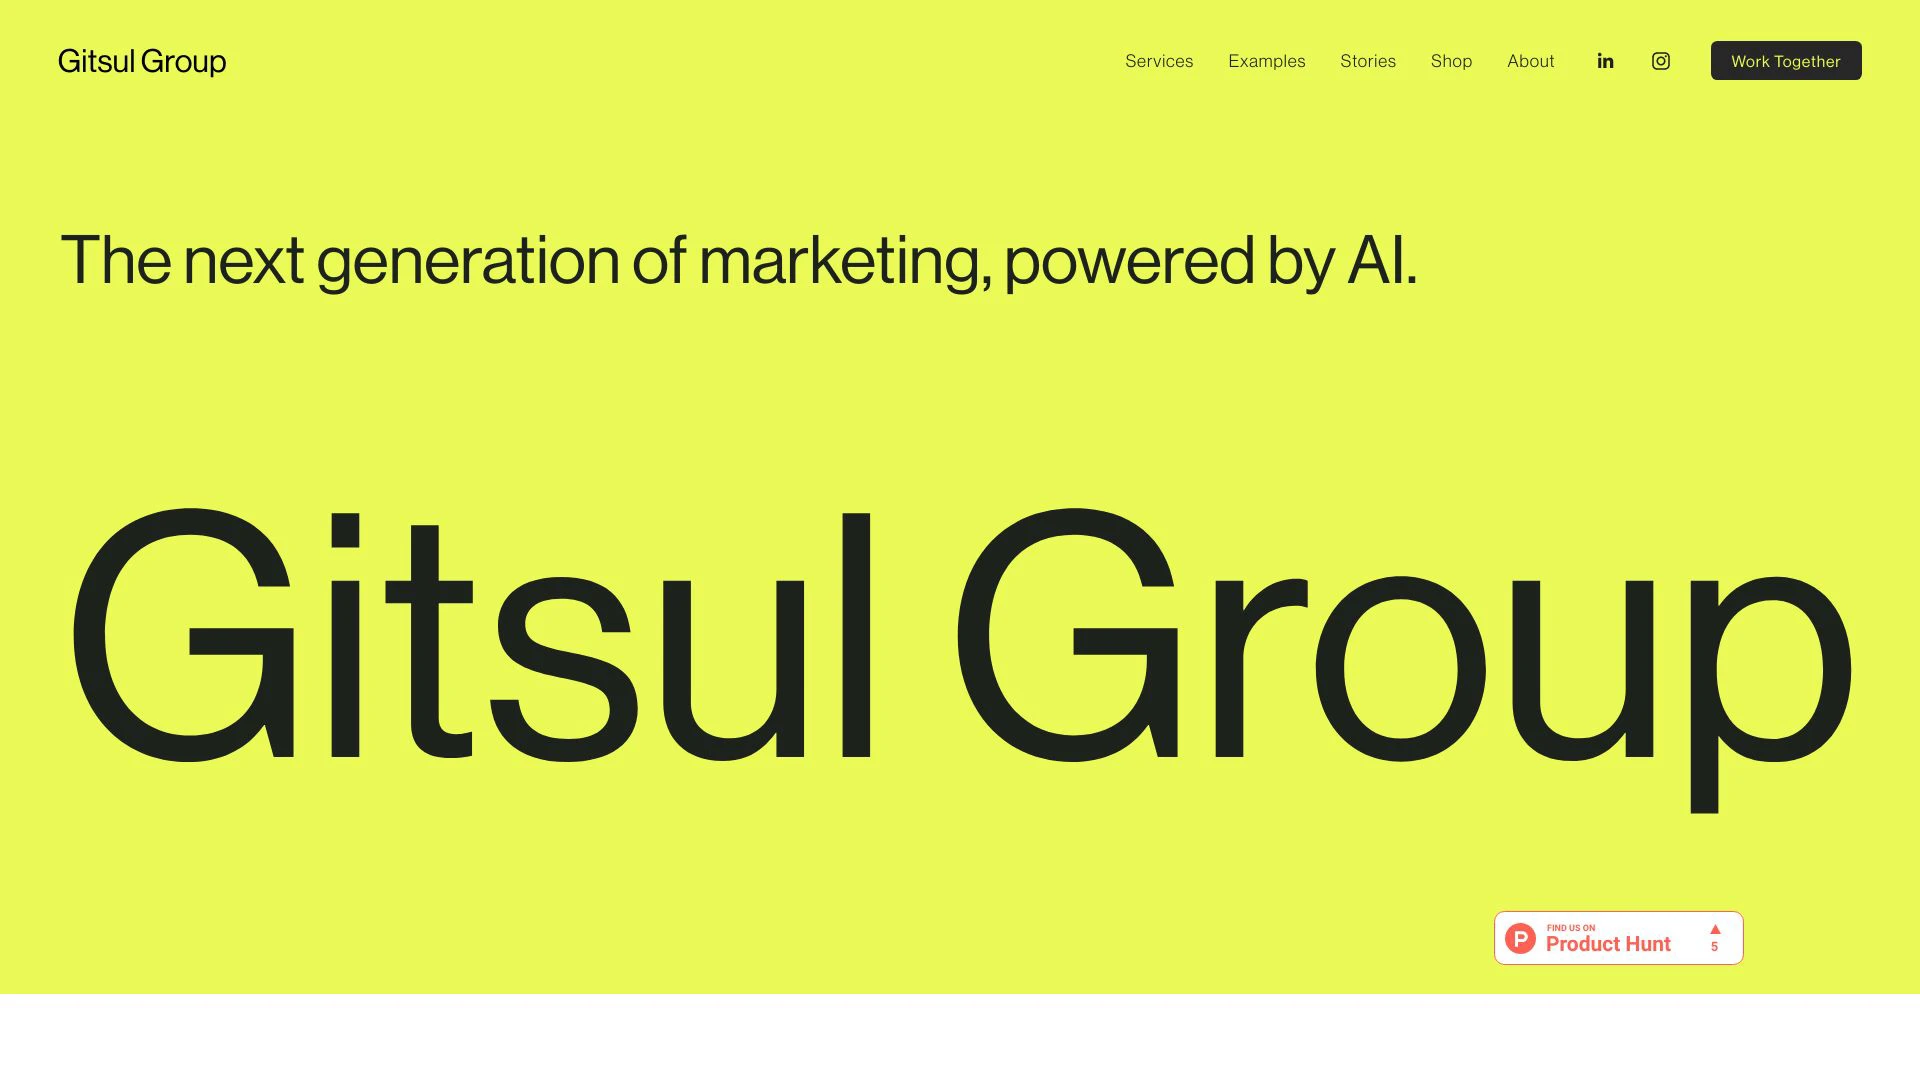 Gitsul Group
Services
Examples
Stories
Shop
About
in
Work Together
The next generation of marketing, powered by AI.
Gitsul Group
P
FIND US ON
Product Hunt
5